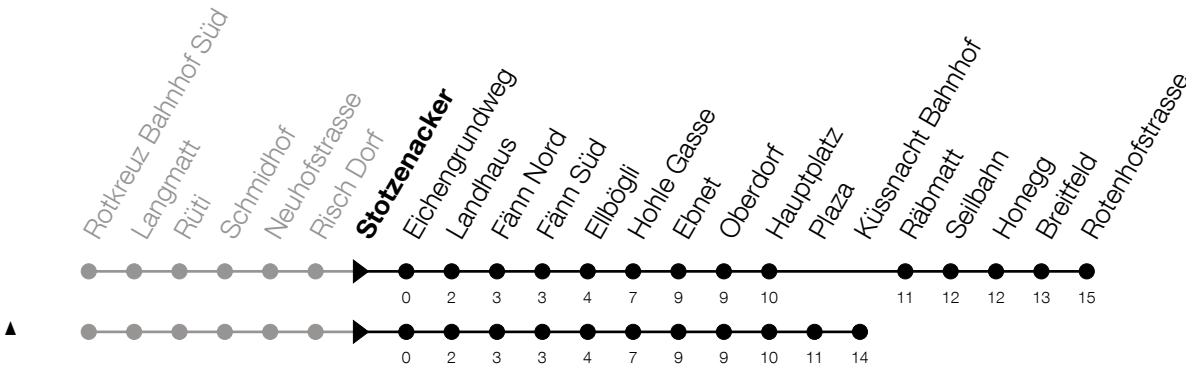 Rotkreuz Bahnhof Süd
Langmatt
Rüti
Schmidhof
Neuhofstrasse
Risch Dorf
Stotzenacker
Eichengrundweg
Landhaus
Fänn Nord
Fänn Süd
Ellbögli
Hohle Gasse
Ebnet
Oberdorf
Hauptplatz
Plaza
Küssnacht Bahnhof
Räbmatt
Seilbahn
Honegg
Breitfeld
Rotenhofstrasse
0 2 3 3 4 7 9 9 10 11 12 12 13 15
0 2 3 3 4 7 9 9 10 11 14